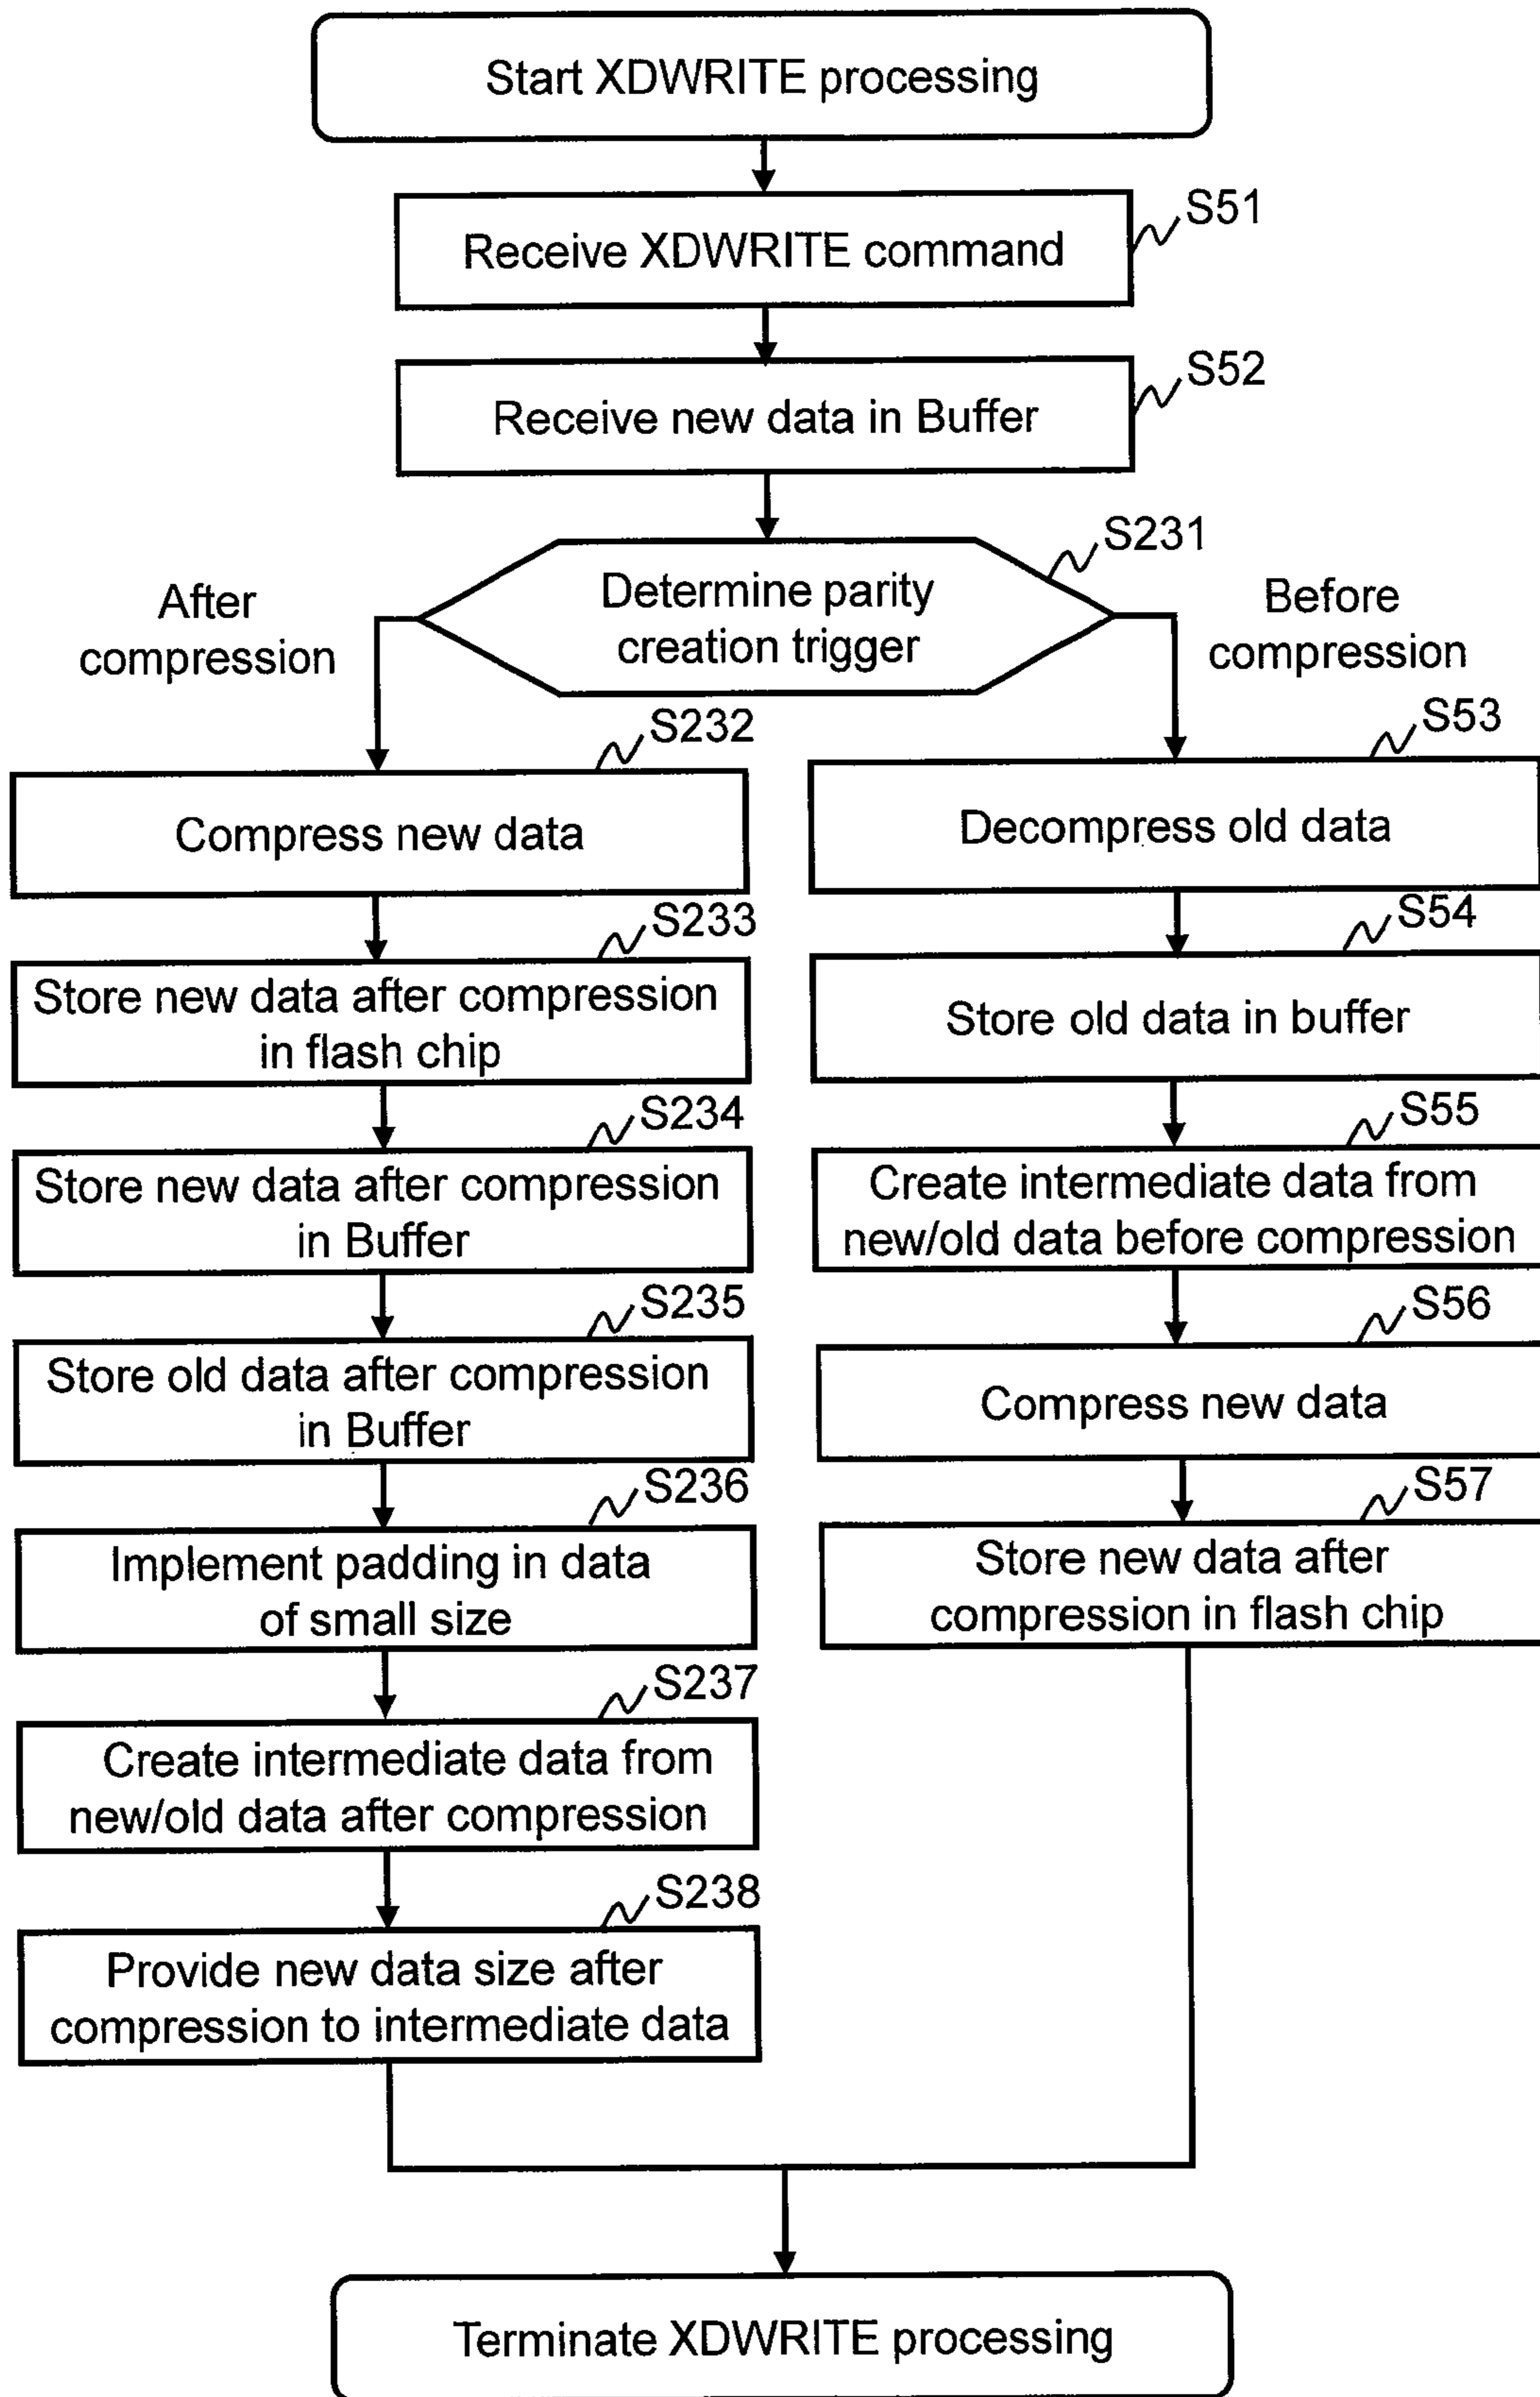 Start XDWRITE processing
S51
Receive XDWRITE command
S52
Receive new data in Buffer
S231
Determine parity
creation trigger
After
compression
Before
compression
S232
Compress new data
S233
Store new data after compression
in flash chip
S234
Store new data after compression
in Buffer
S235
Store old data after compression
in Buffer
S236
Implement padding in data
of small size
S237
Create intermediate data from
new/old data after compression
S238
Provide new data size after
compression to intermediate data
S53
Decompress old data
S54
Store old data in buffer
S55
Create intermediate data from
new/old data before compression
S56
Compress new data
S57
Store new data after
compression in flash chip
Terminate XDWRITE processing